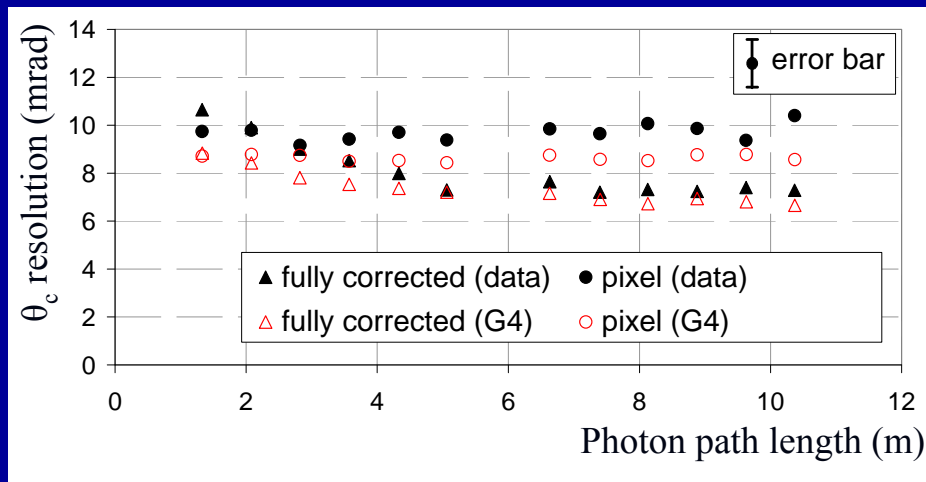 θc resolution (mrad)
14
12
10
8
6
4
2
0
error bar
fully corrected (data)
pixel (data)
fully corrected (G4)
pixel (G4)
0 2 4 6 8 10 12
Photon path length (m)